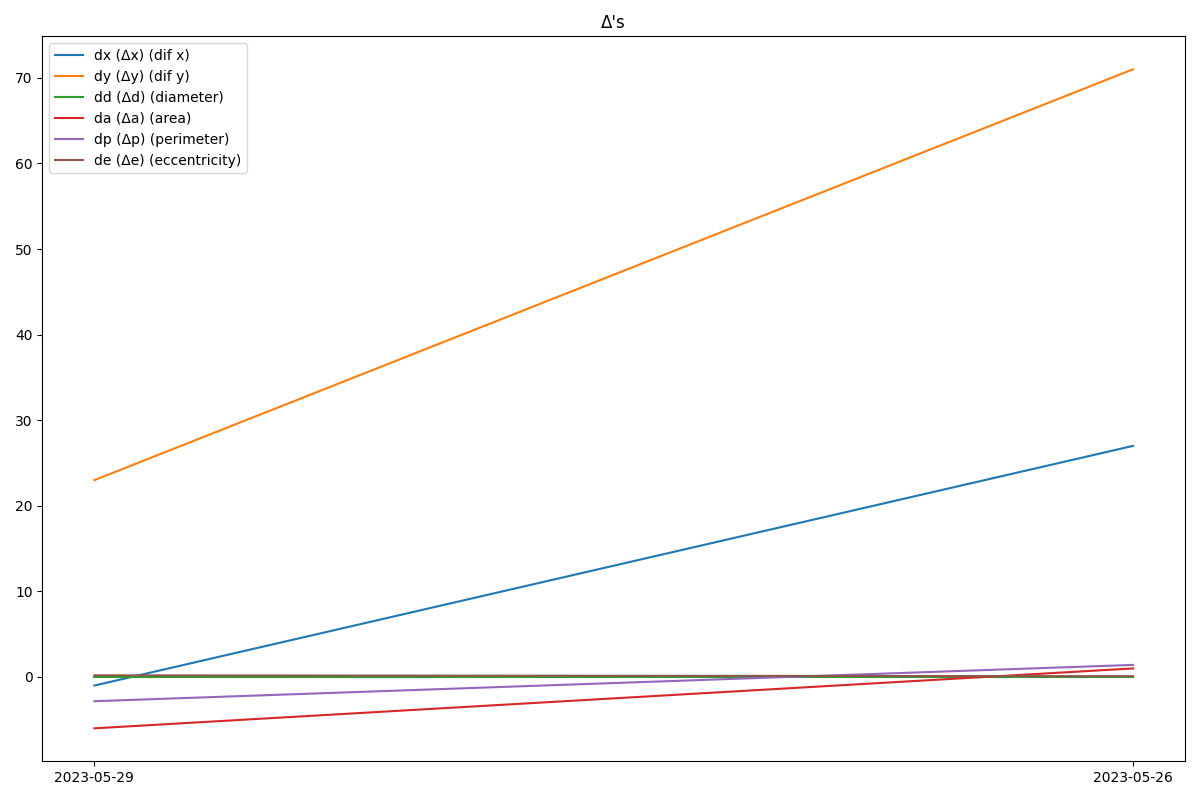 Δ's
dx (Δx) (dif x)
dy (Δy) (dif y)
dd (Δd) (diameter)
da (Δa) (area)
dp (Δp) (perimeter)
de (Δe) (eccentricity)
70
60
50
40
30
20
10
0
2023-05-29 2023-05-26